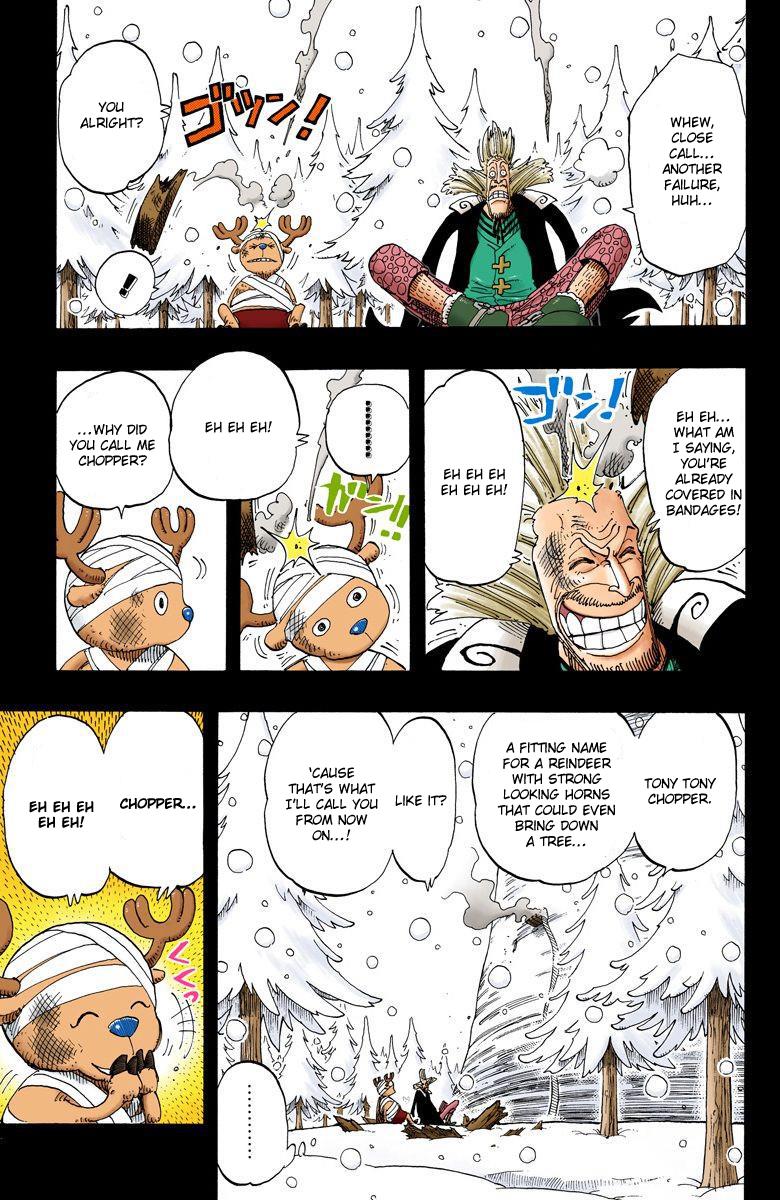 WHEW,
CLOSE
CALL...
ANOTHER
FAILURE,
HUH...
ゴツン!
YOU
ALRIGHT?
!!
EH EH...
WHAT AM
I SAYING,
YOU'RE
ALREADY
COVERED IN
BANDAGES!
ゴン!
EH EH EH
EH EH EH!
........
ガン!!
EH EH EH!
...WHY DID
YOU CALL ME
CHOPPER?
TONY TONY
CHOPPER.
A FITTING NAME
FOR A REINDEER
WITH STRONG
LOOKING HORNS
THAT COULD EVEN
BRING DOWN
A TREE...
LIKE IT?
'CAUSE
THAT'S WHAT
I'LL CALL YOU
FROM NOW
ON...!
..........
CHOPPER...
EH EH EH
EH EH!
くくっ